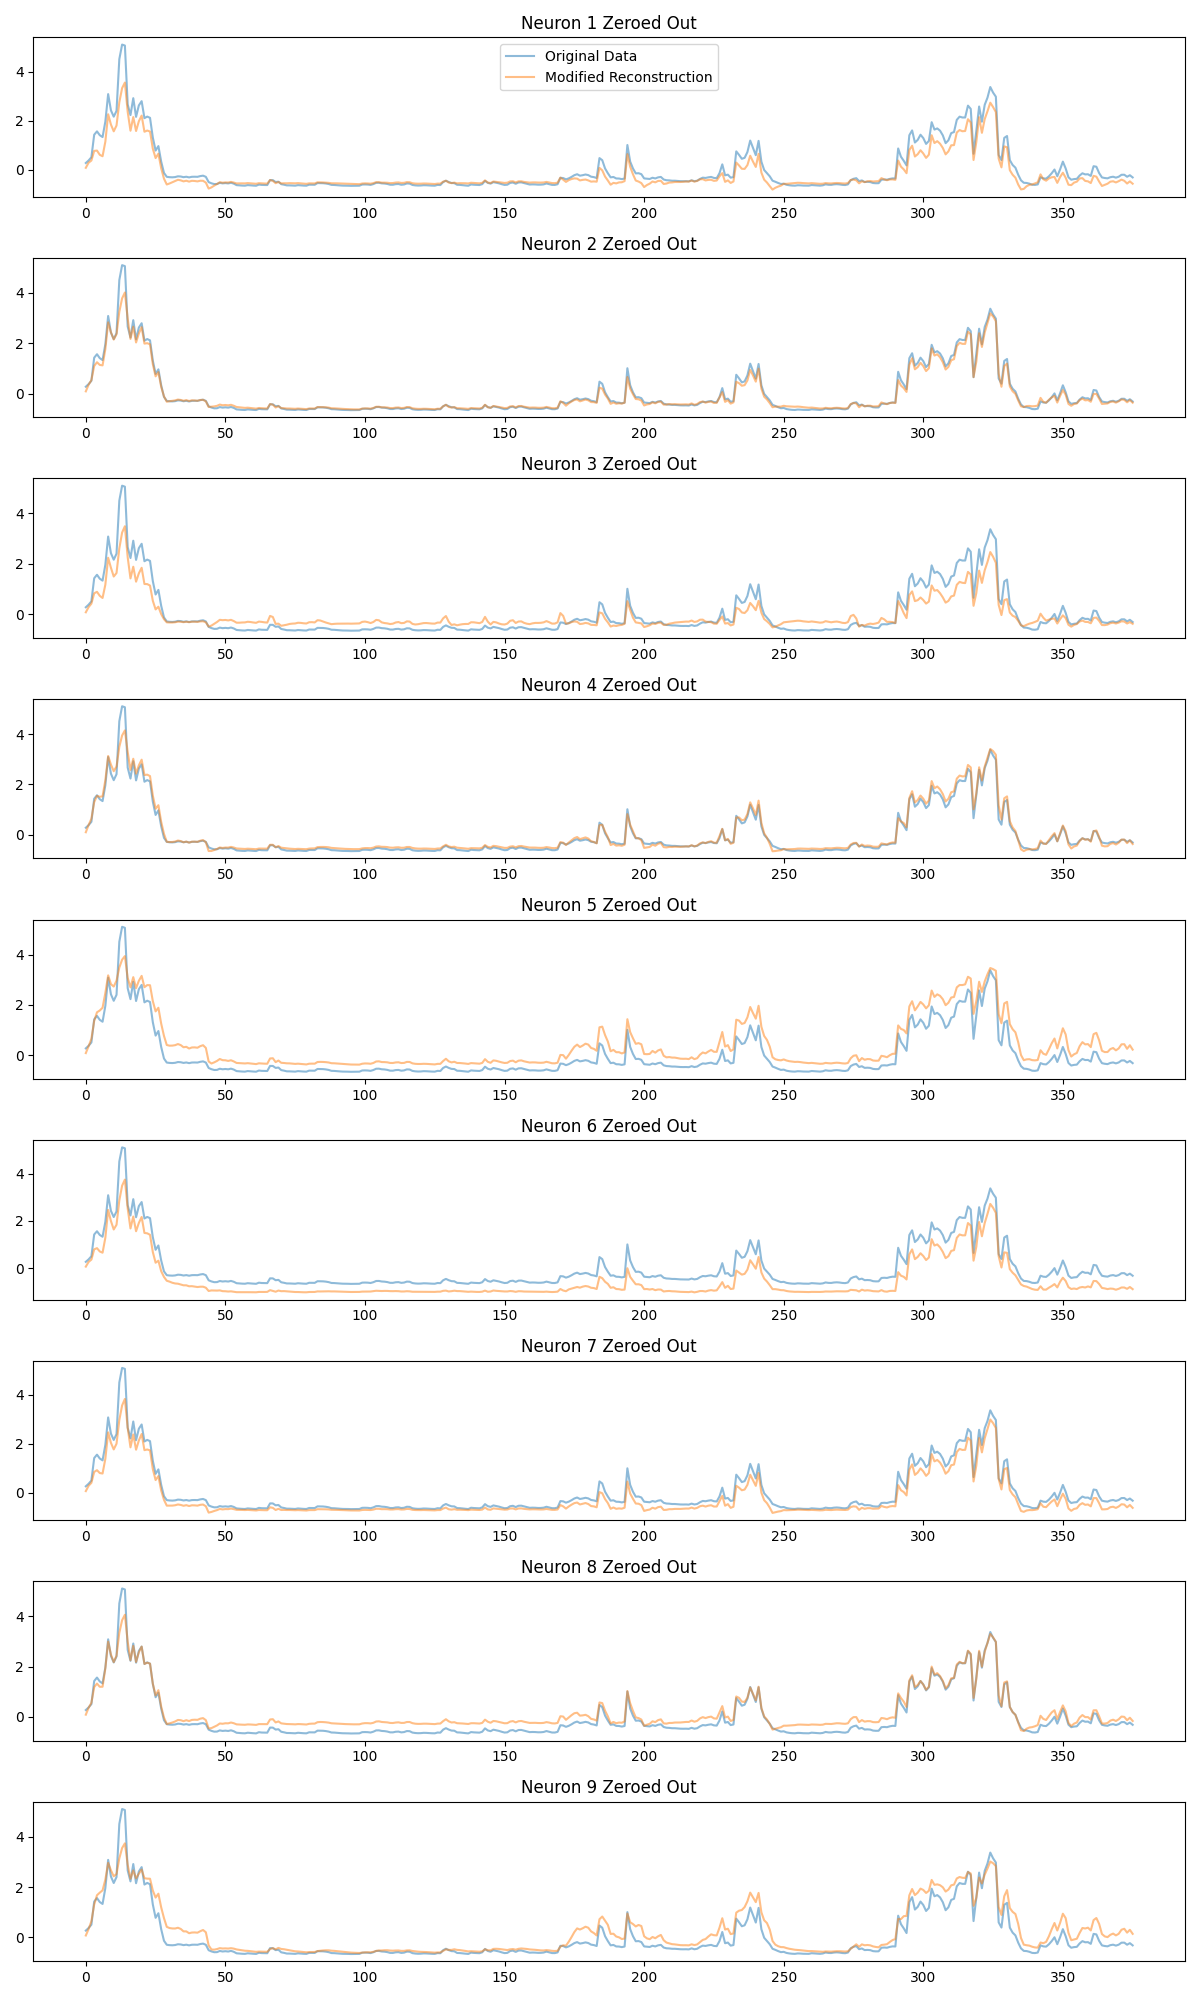 Neuron 1 Zeroed Out
Original Data
Modified Reconstruction
4
2
0
0 50 100 150 200 250 300 350
Neuron 2 Zeroed Out
4
2
0
0 50 100 150 200 250 300 350
Neuron 3 Zeroed Out
4
2
0
0 50 100 150 200 250 300 350
Neuron 4 Zeroed Out
4
2
0
0 50 100 150 200 250 300 350
Neuron 5 Zeroed Out
4
2
0
0 50 100 150 200 250 300 350
Neuron 6 Zeroed Out
4
2
0
0 50 100 150 200 250 300 350
Neuron 7 Zeroed Out
4
2
0
0 50 100 150 200 250 300 350
Neuron 8 Zeroed Out
4
2
0
0 50 100 150 200 250 300 350
Neuron 9 Zeroed Out
4
2
0
0 50 100 150 200 250 300 350